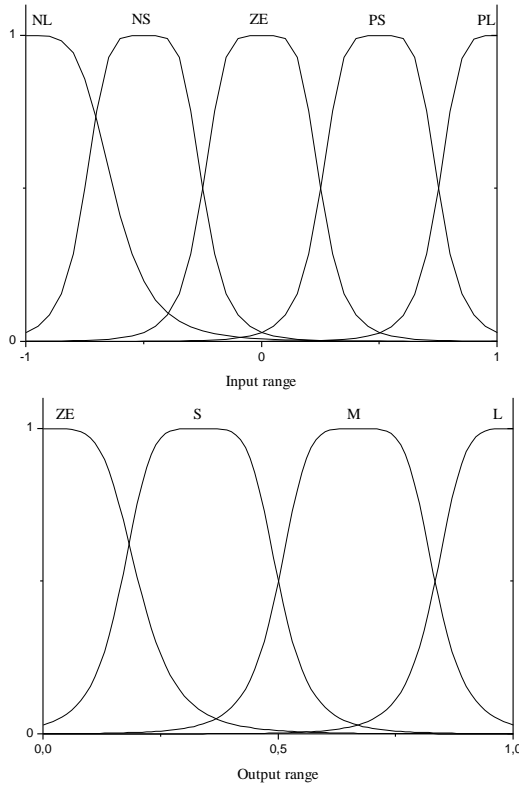 NL NS ZE PS PL
1
0
-1 0 1
Input range
ZE S M L
1
0
0,0 0,5 1,0
Output range